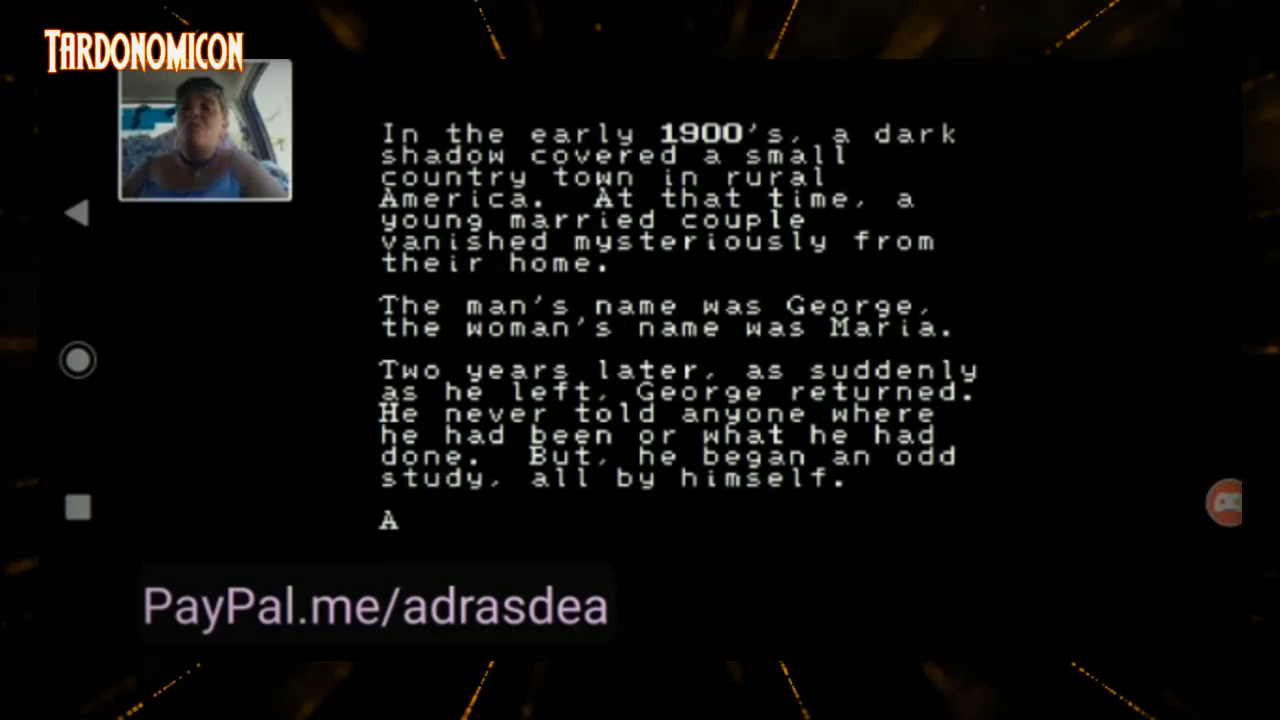 TARDONOMICON
In the early 1900's, a dark
shadow covered a small
country town in rural
America. At that time, a
young married couple
vanished mysteriously from
their home.
The man's name was George,
the woman's name was Maria.
Two years later, as suddenly
as he left, George returned.
He never told anyone where
he had been or what he had
done. But, he began an odd
study, all by himself.
A
PayPal.me/adrasdea